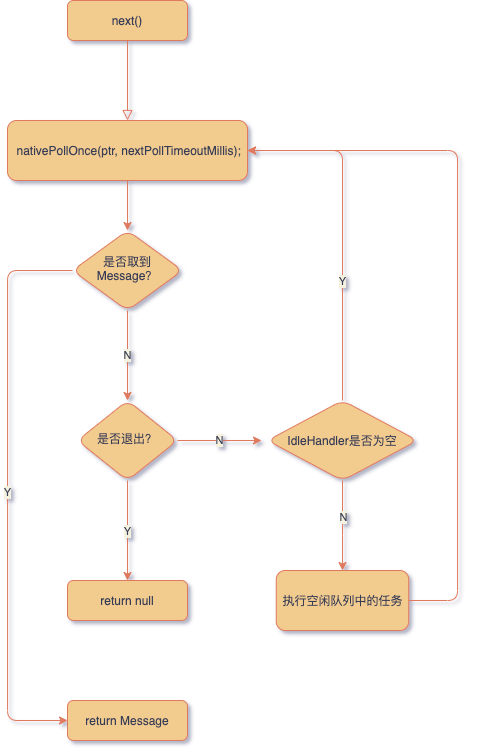 next()
nativePollOnce(ptr, nextPollTimeoutMillis);
是否取到
Message?
Y
N
是否退出?
N
IdleHandler是否为空
Y
Y
N
return null
执行空闲队列中的任务
return Message